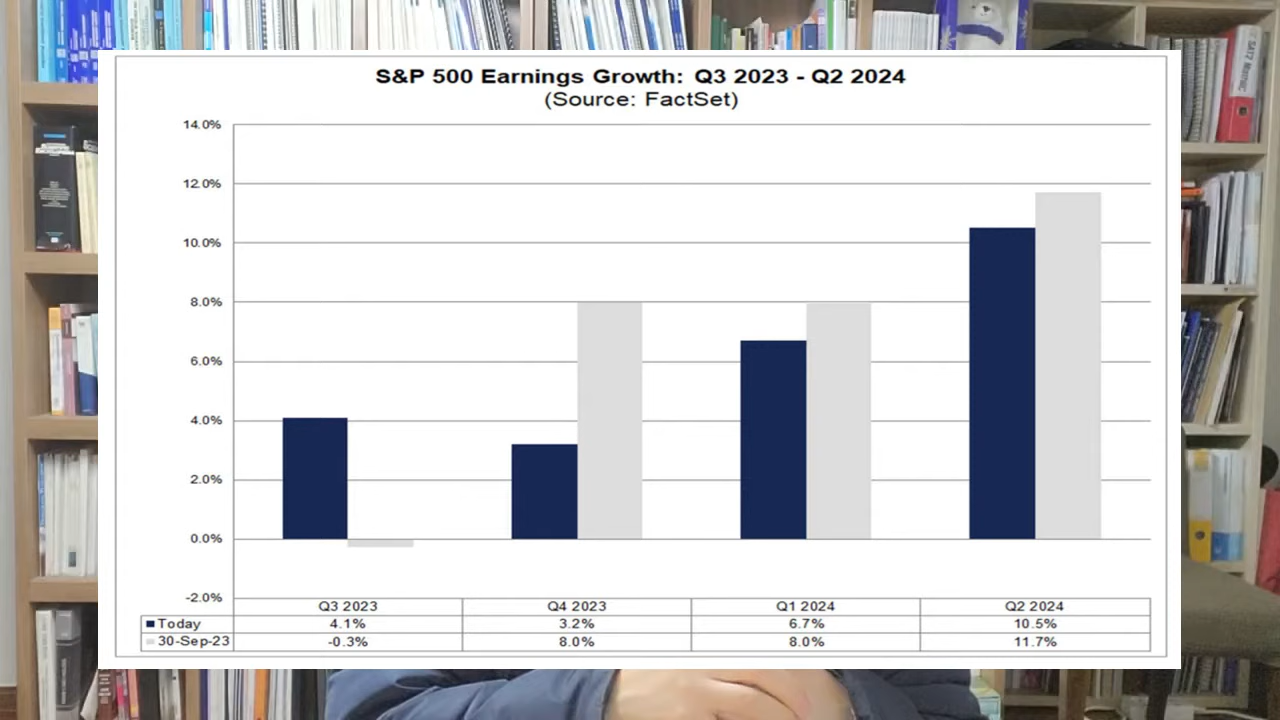 S&P 500 Earnings Growth: Q3 2023 - Q2 2024
(Source: FactSet)
14.0%
12.0%
10.0%
8.0%
6.0%
4.0%
2.0%
0.0%
-2.0%
Q3 2023 Q4 2023 Q1 2024 Q2 2024
Today 4.1% 3.2% 6.7% 10.5%
30-Sep-23 -0.3% 8.0% 8.0% 11.7%